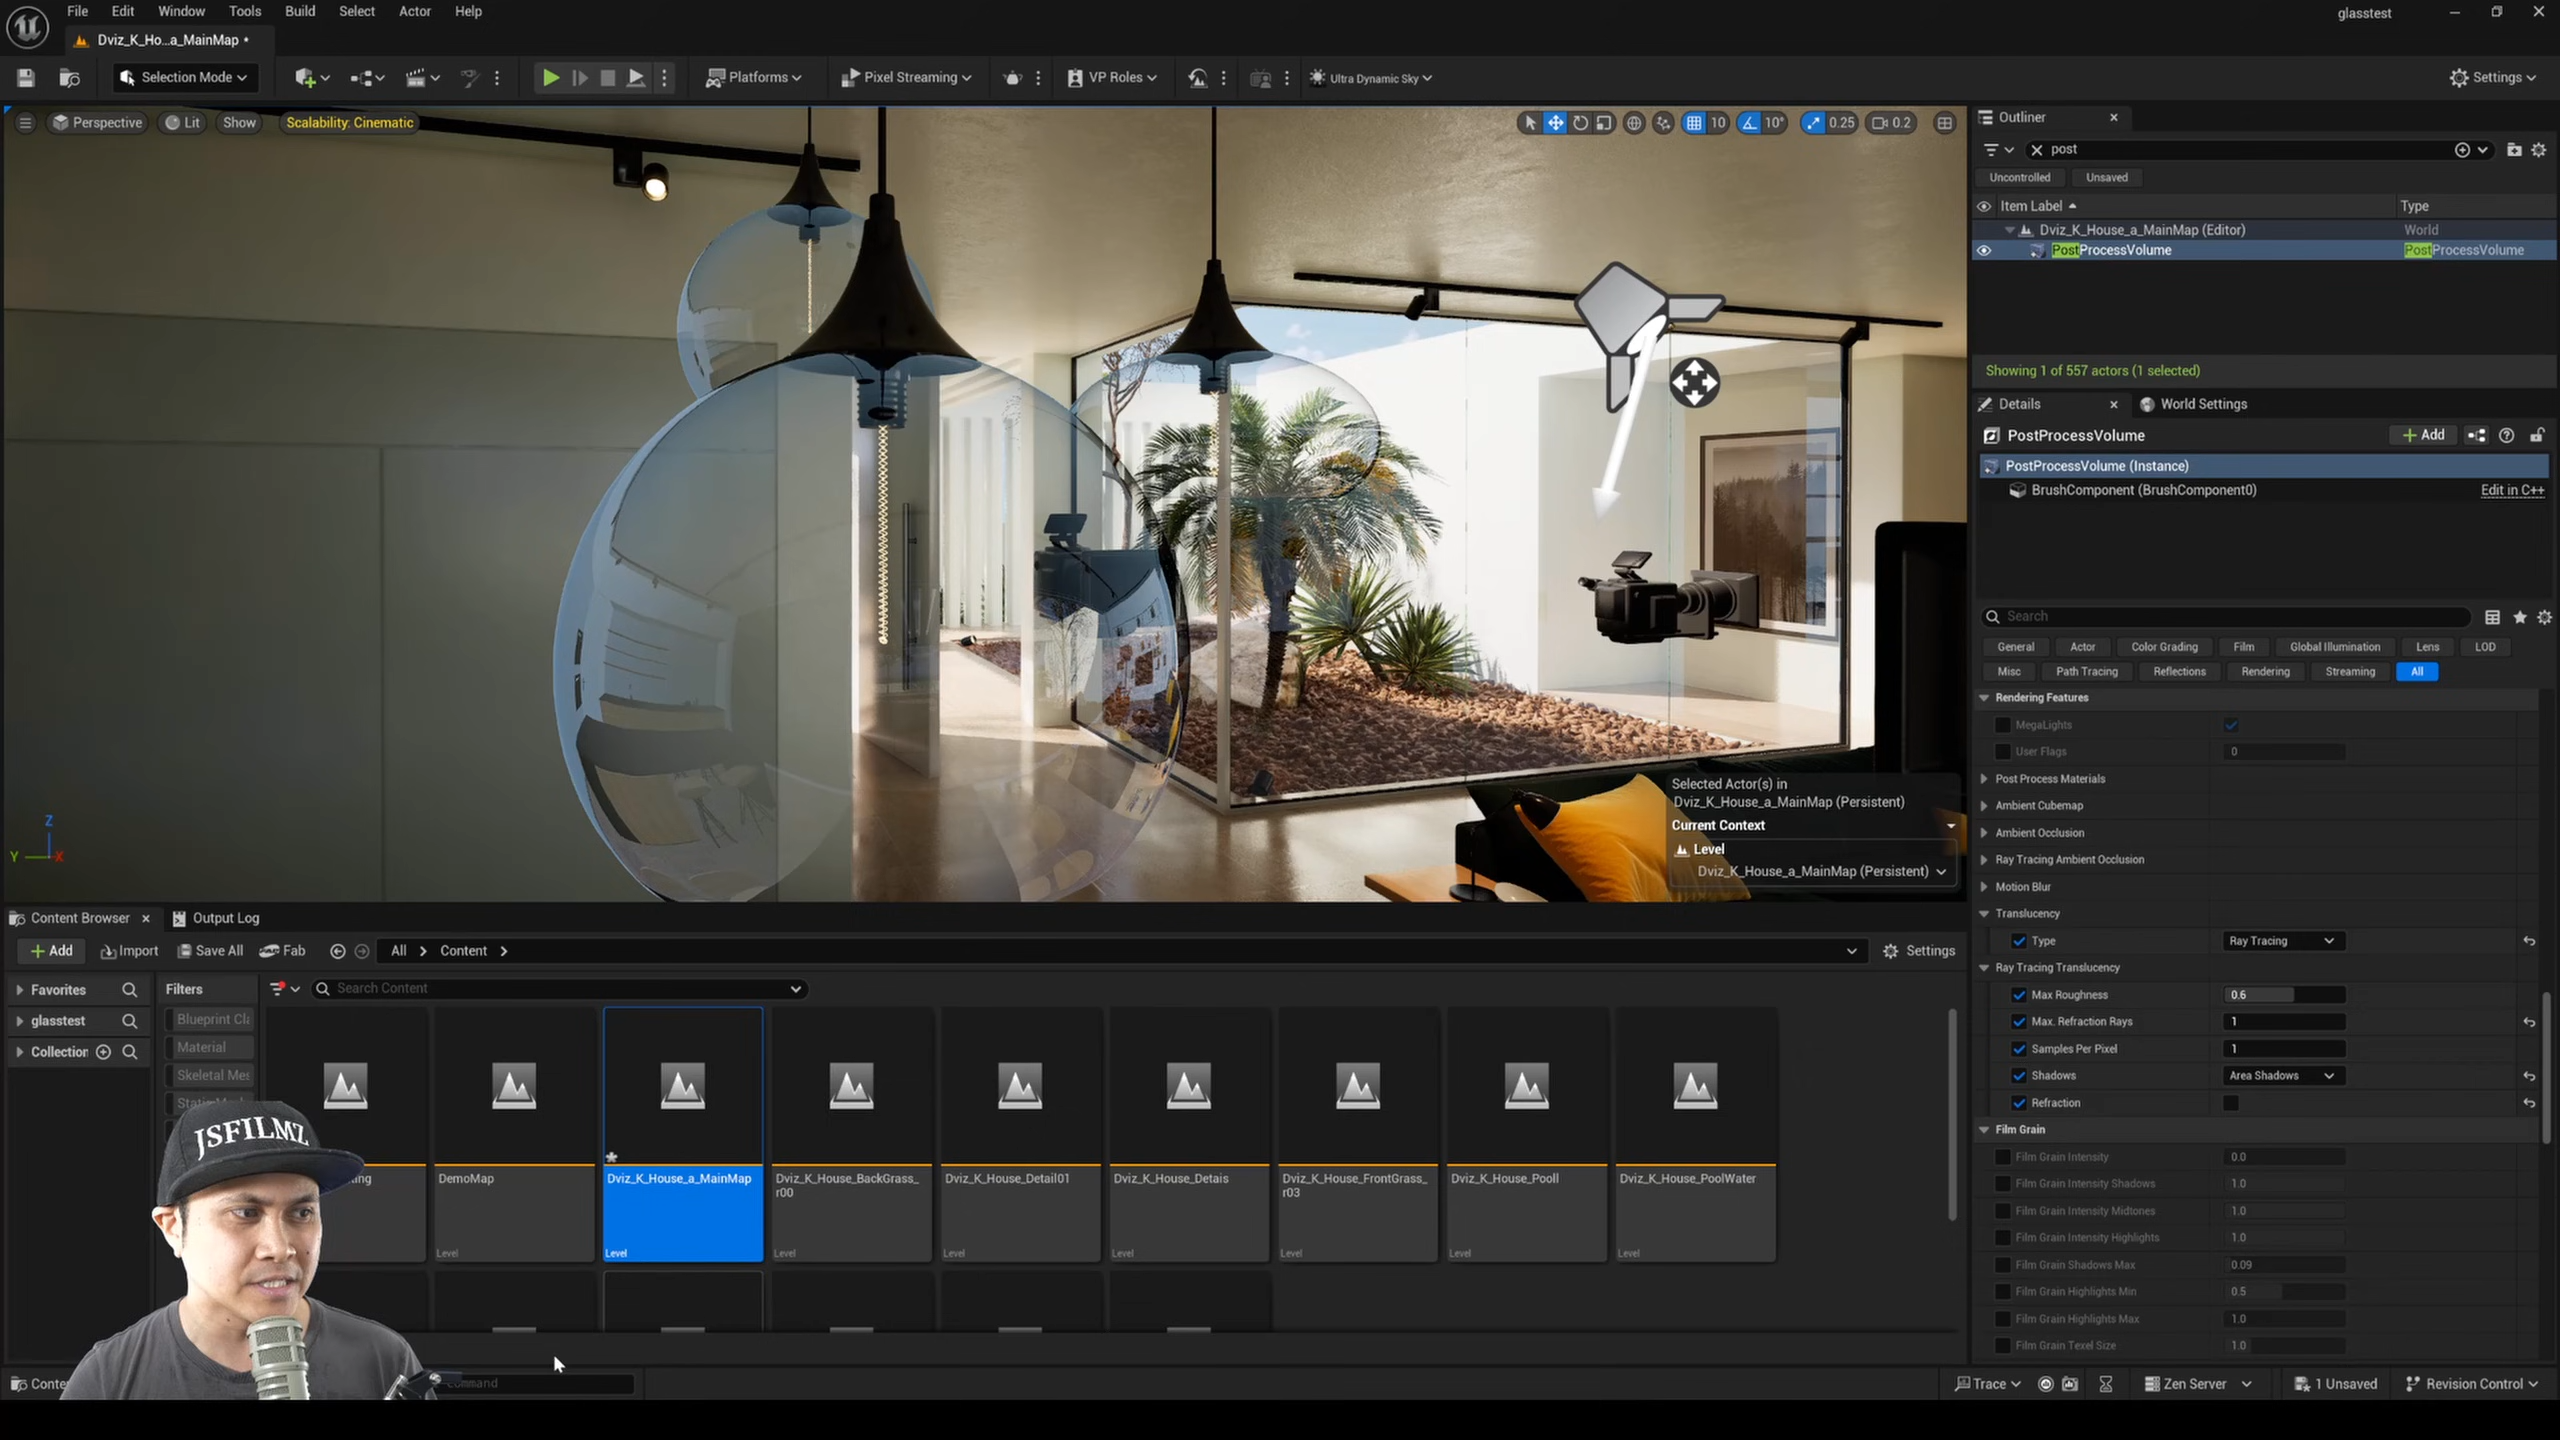 File Edit Window Tools Build Select Actor Help
glasstest
Dviz_K_Ho...a_MainMap •
Selection Mode
Platforms
Pixel Streaming
VP Roles
Ultra Dynamic Sky
Settings
Perspective Lit Show Scalability: Cinematic
10 10° 0.25 0.2
Outliner
post
Uncontrolled Unsaved
Item Label Type
Dviz_K_House_a_MainMap (Editor) World
PostProcessVolume PostProcessVolume
Showing 1 of 557 actors (1 selected)
Details World Settings
PostProcessVolume Add
PostProcessVolume (Instance)
BrushComponent (BrushComponent0) Edit in C++
Search
General Actor Color Grading Film Global Illumination Lens LOD
Misc Path Tracing Reflections Rendering Streaming All
Rendering Features
MegaLights
User Flags 0
Post Process Materials
Ambient Cubemap
Ambient Occlusion
Ray Tracing Ambient Occlusion
Motion Blur
Translucency
Type Ray Tracing
Ray Tracing Translucency
Max Roughness 0.6
Max. Refraction Rays 1
Samples Per Pixel 1
Shadows Area Shadows
Refraction
Film Grain
Film Grain Intensity 0.0
Film Grain Intensity Shadows 1.0
Film Grain Intensity Midtones 1.0
Film Grain Intensity Highlights 1.0
Film Grain Shadows Max 0.09
Film Grain Highlights Min 0.5
Film Grain Highlights Max 1.0
Film Grain Texel Size 1.0
Z
Y X
Selected Actor(s) in
Dviz_K_House_a_MainMap (Persistent)
Current Context
Level
Dviz_K_House_a_MainMap (Persistent)
Content Browser Output Log
Add Import Save All Fab All Content Settings
Favorites Filters Search Content
glasstest
Blueprint Cl
Material
Collection
Skeletal Mes
DemoMap
Level
Dviz_K_House_a_MainMap
Level
Dviz_K_House_BackGrass_
r00
Level
Dviz_K_House_Detail01
Level
Dviz_K_House_Detais
Level
Dviz_K_House_FrontGrass_
r03
Level
Dviz_K_House_Pooll
Level
Dviz_K_House_PoolWater
Level
JSFILMZ
Trace
Zen Server
1 Unsaved
Revision Control